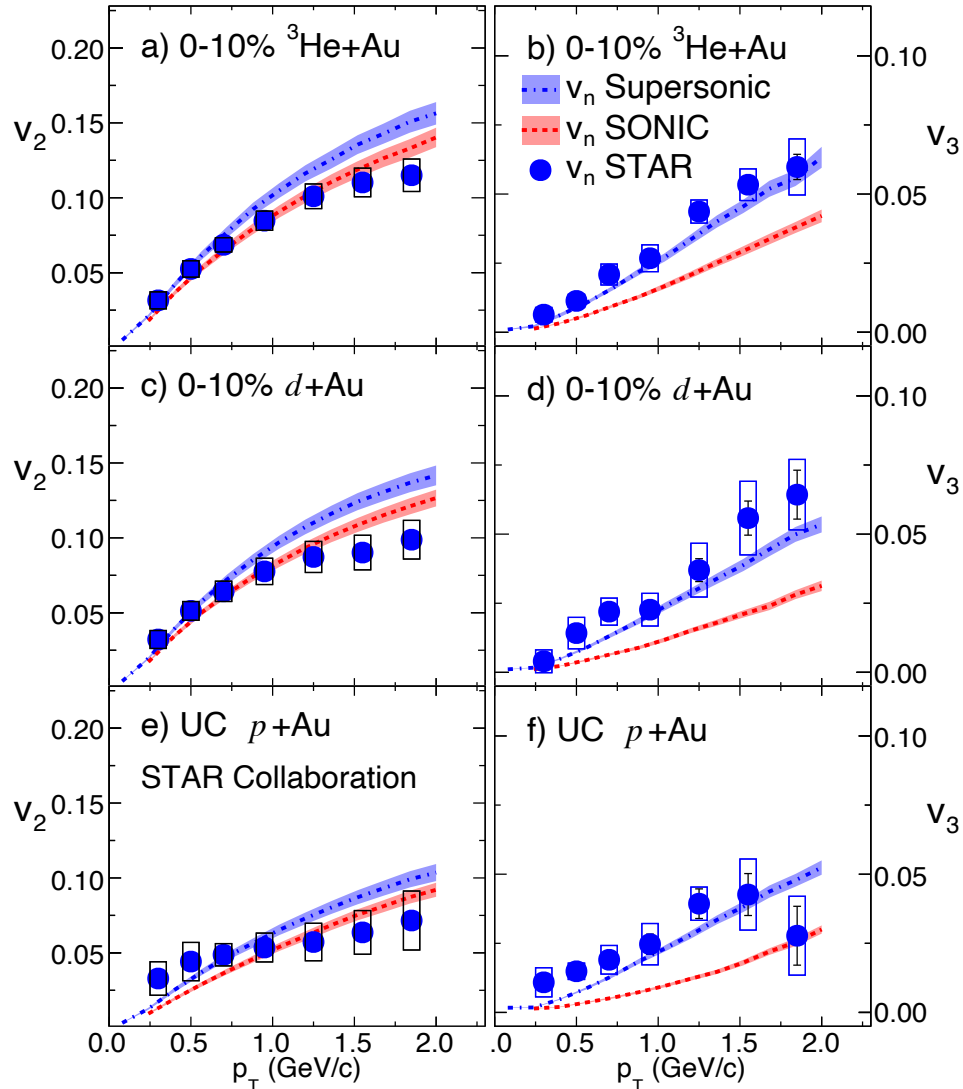 a) 0-10% ³He+Au
b) 0-10% ³He+Au
vₙ Supersonic
vₙ SONIC
vₙ STAR
v₂
0.20
0.15
0.10
0.05
v₃
0.10
0.05
0.00
c) 0-10% d+Au
d) 0-10% d+Au
v₂
0.20
0.15
0.10
0.05
v₃
0.10
0.05
0.00
e) UC p+Au
STAR Collaboration
f) UC p+Au
v₂
0.20
0.15
0.10
0.05
v₃
0.10
0.05
0.00
0.0 0.5 1.0 1.5 2.0
.0 0.5 1.0 1.5 2.0
p_T (GeV/c)
p_T (GeV/c)